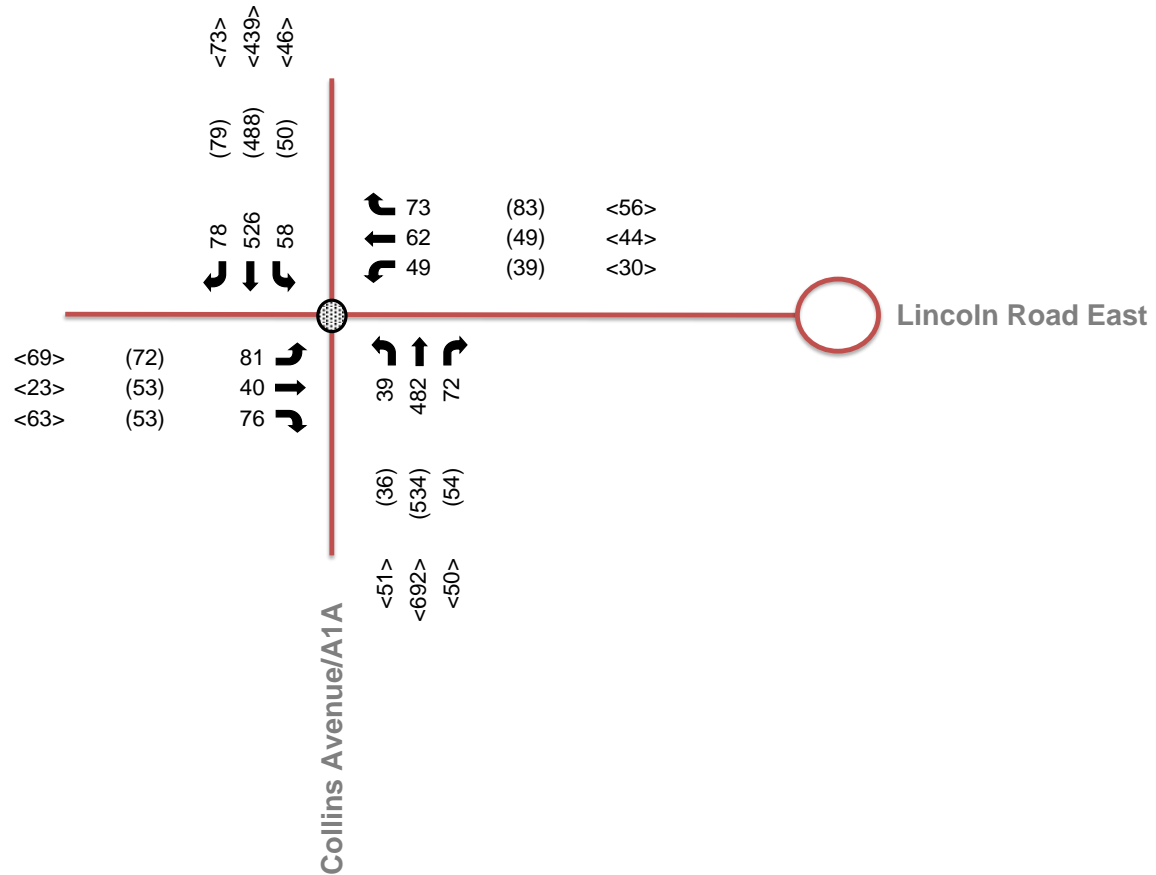 <73> <439> <46>
(79) (488) (50)
78 526 58
73 (83) <56>
62 (49) <44>
49 (39) <30>
Lincoln Road East
<69> (72) 81
<23> (53) 40
<63> (53) 76
39 482 72
(36) (534) (54)
<51> <692> <50>
Collins Avenue/A1A